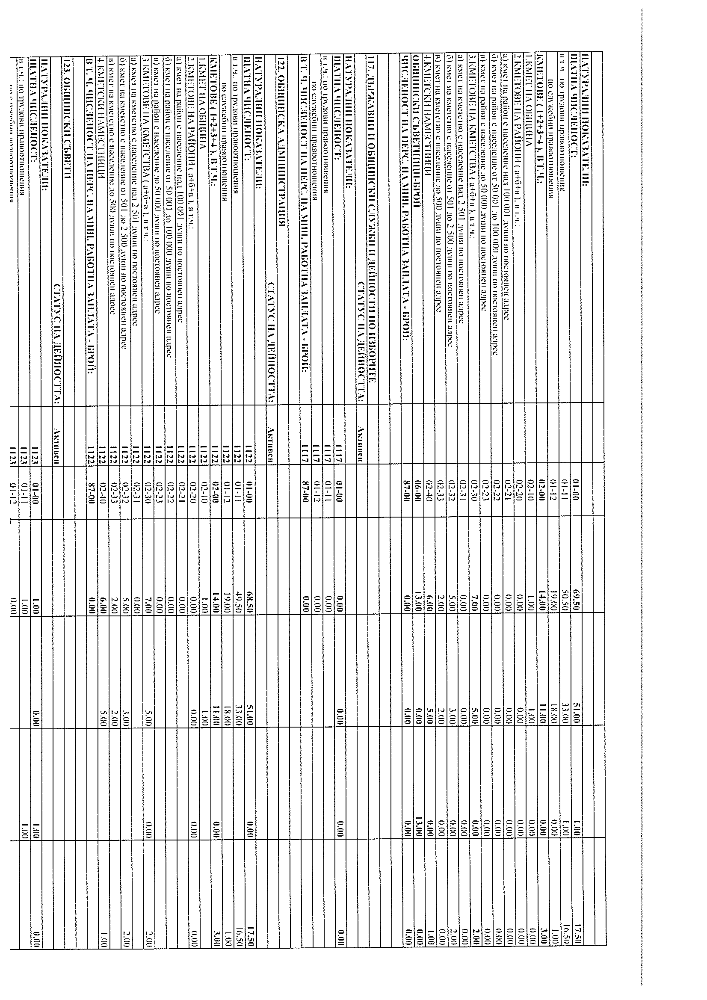 НАТУРАЛНИ ПОКАЗАТЕЛИ:
ЩАТНА ЧИСЛЕНОСТ: 01-00 69.50 51.00 1.00 17.50
в т.ч.: по трудови правоотношения 01-11 50.50 33.00 1.00 16.50
по служебни правоотношения 01-12 19.00 18.00 0.00 1.00
КМЕТОВЕ ( 1+2+3+4 ), В Т.Ч.: 02-00 14.00 11.00 0.00 3.00
1.КМЕТ НА ОБЩИНА 02-10 1.00 1.00 0.00 0.00
2.КМЕТОВЕ НА РАЙОНИ ( а+б+в ), в т.ч.: 02-20 0.00 0.00 0.00 0.00
а) кмет на район с население над 100 001 души по постоянен адрес 02-21 0.00 0.00 0.00 0.00
б) кмет на район с население от 50 001 до 100 000 души по постоянен адрес 02-22 0.00 0.00 0.00 0.00
в) кмет на район с население до 50 000 души по постоянен адрес 02-23 0.00 0.00 0.00 0.00
3.КМЕТОВЕ НА КМЕТСТВА ( а+б+в ), в т.ч.: 02-30 7.00 5.00 0.00 2.00
а) кмет на кметство с население над 2 501 души по постоянен адрес 02-31 0.00 0.00 0.00 0.00
б) кмет на кметство с население от 501 до 2 500 души по постоянен адрес 02-32 5.00 3.00 0.00 2.00
в) кмет на кметство с население до 500 души по постоянен адрес 02-33 2.00 2.00 0.00 0.00
4.КМЕТСКИ НАМЕСТНИЦИ 02-40 6.00 5.00 0.00 1.00
ОБЩИНСКИ СЪВЕТНИЦИ-БРОЙ 06-00 13.00 0.00 13.00 0.00
ЧИСЛЕНОСТ НА ПЕРС. НА МИН. РАБОТНА ЗАПЛАТА - БРОЙ: 87-00 0.00 0.00 0.00 0.00
117. ДЪРЖАВНИ И ОБЩИНСКИ СЛУЖБИ И ДЕЙНОСТИ ПО ИЗБОРИТЕ
СТАТУС НА ДЕЙНОСТТА: Активен
НАТУРАЛНИ ПОКАЗАТЕЛИ:
ЩАТНА ЧИСЛЕНОСТ: 1117 01-00 0.00 0.00 0.00 0.00
в т.ч.: по трудови правоотношения 1117 01-11 0.00
по служебни правоотношения 1117 01-12 0.00
В Т. Ч. ЧИСЛЕНОСТ НА ПЕРС. НА МИН. РАБОТНА ЗАПЛАТА - БРОЙ: 1117 87-00 0.00
122. ОБЩИНСКА АДМИНИСТРАЦИЯ
СТАТУС НА ДЕЙНОСТТА: Активен
НАТУРАЛНИ ПОКАЗАТЕЛИ:
ЩАТНА ЧИСЛЕНОСТ: 1122 01-00 68.50 51.00 0.00 17.50
в т.ч.: по трудови правоотношения 1122 01-11 49.50 33.00 16.50
по служебни правоотношения 1122 01-12 19.00 18.00 1.00
КМЕТОВЕ ( 1+2+3+4 ), В Т.Ч.: 1122 02-00 14.00 11.00 0.00 3.00
1.КМЕТ НА ОБЩИНА 1122 02-10 1.00 1.00
2.КМЕТОВЕ НА РАЙОНИ ( а+б+в ), в т.ч.: 1122 02-20 0.00 0.00 0.00 0.00
а) кмет на район с население над 100 001 души по постоянен адрес 1122 02-21 0.00
б) кмет на район с население от 50 001 до 100 000 души по постоянен адрес 1122 02-22 0.00
в) кмет на район с население до 50 000 души по постоянен адрес 1122 02-23 0.00
3.КМЕТОВЕ НА КМЕТСТВА ( а+б+в ), в т.ч.: 1122 02-30 7.00 5.00 0.00 2.00
а) кмет на кметство с население над 2 501 души по постоянен адрес 1122 02-31 0.00
б) кмет на кметство с население от 501 до 2 500 души по постоянен адрес 1122 02-32 5.00 3.00 2.00
в) кмет на кметство с население до 500 души по постоянен адрес 1122 02-33 2.00 2.00
4.КМЕТСКИ НАМЕСТНИЦИ 1122 02-40 6.00 5.00 1.00
В Т. Ч. ЧИСЛЕНОСТ НА ПЕРС. НА МИН. РАБОТНА ЗАПЛАТА - БРОЙ: 1122 87-00 0.00
123. ОБЩИНСКИ СЪВЕТИ
СТАТУС НА ДЕЙНОСТТА: Активен
НАТУРАЛНИ ПОКАЗАТЕЛИ:
ЩАТНА ЧИСЛЕНОСТ: 1123 01-00 1.00 0.00 1.00 0.00
в т.ч.: по трудови правоотношения 1123 01-11 1.00 1.00
по служебни правоотношения 1123 01-12 0.00